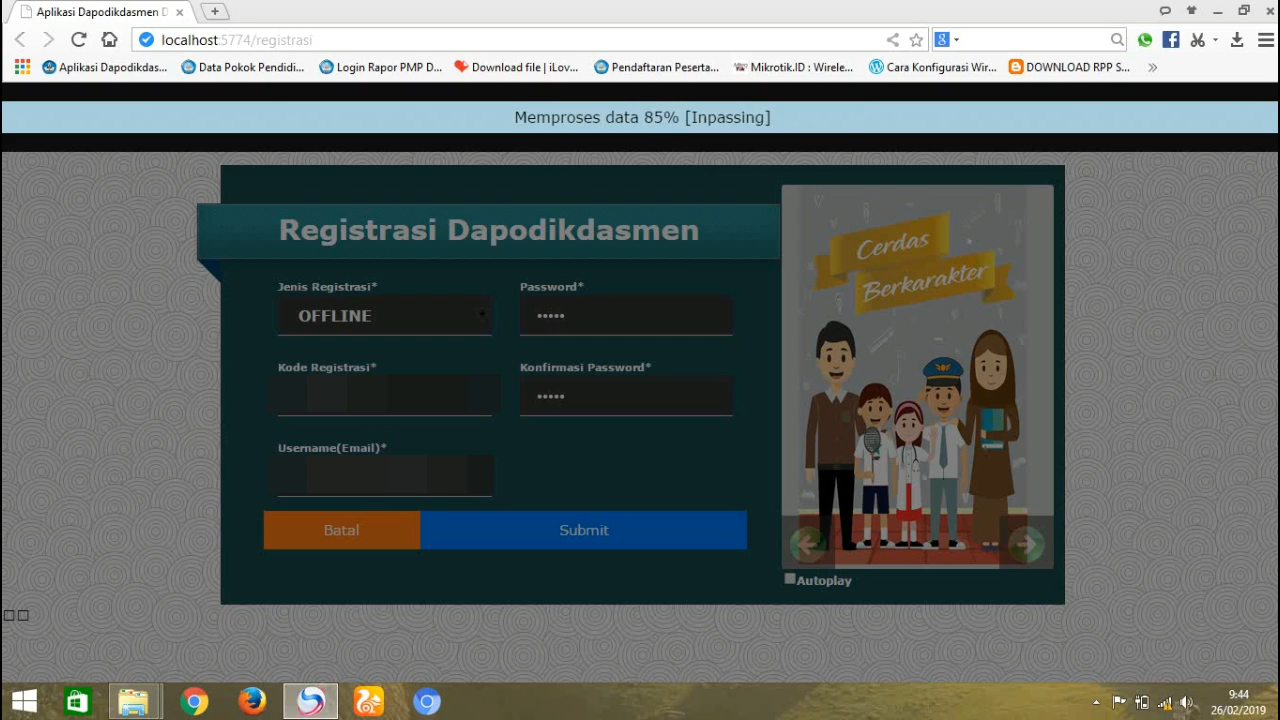 Aplikasi Dapodikdasmen D
localhost:5774/registrasi
Aplikasi Dapodikdas...
Data Pokok Pendidi...
Login Rapor PMP D...
Download file | iLov...
Pendaftaran Peserta...
Mikrotik.ID : Wirele...
Cara Konfigurasi Wir...
DOWNLOAD RPP S...
Memproses data 85% [Inpassing]
Registrasi Dapodikdasmen
Jenis Registrasi*
Password*
OFFLINE
•••••
Kode Registrasi*
Konfirmasi Password*
•••••
Username(Email)*
Batal
Submit
Cerdas
Berkarakter
Autoplay
9:44
26/02/2019